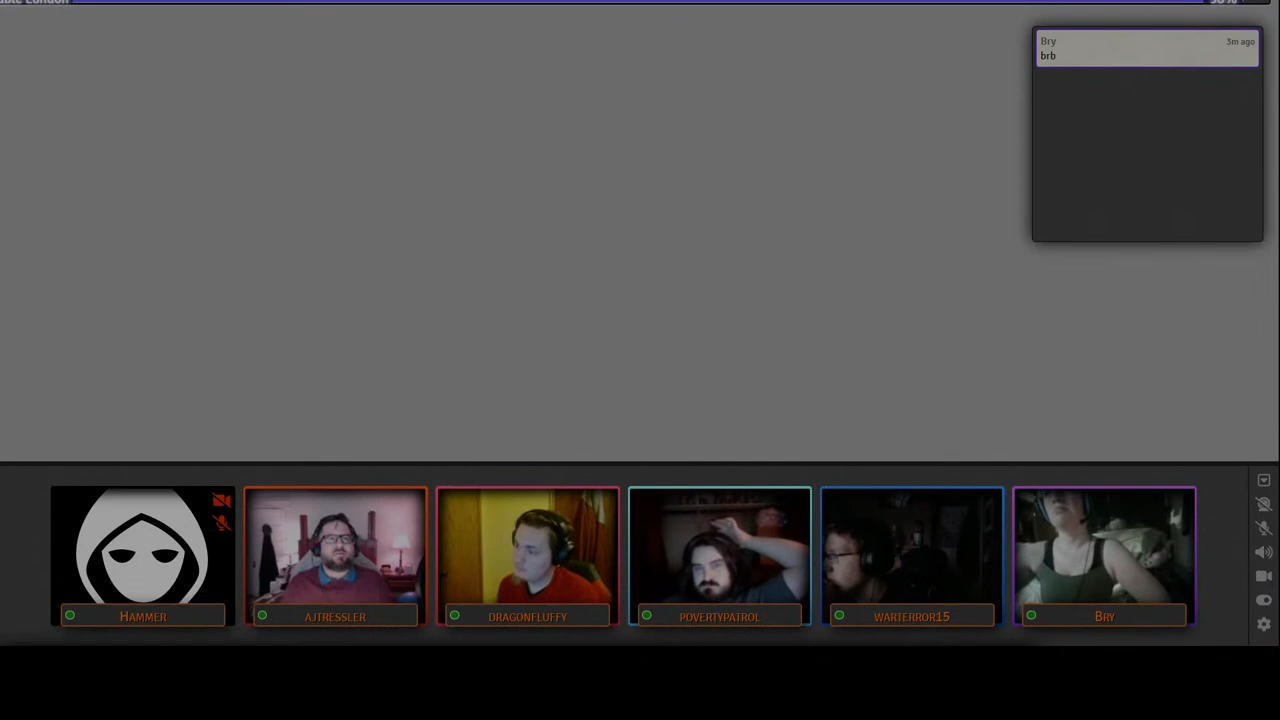 Bry 3m ago
brb
Hammer
AJTRESSLER
DRAGONFLUFFY
POVERTYPATROL
WARTERROR15
Bry